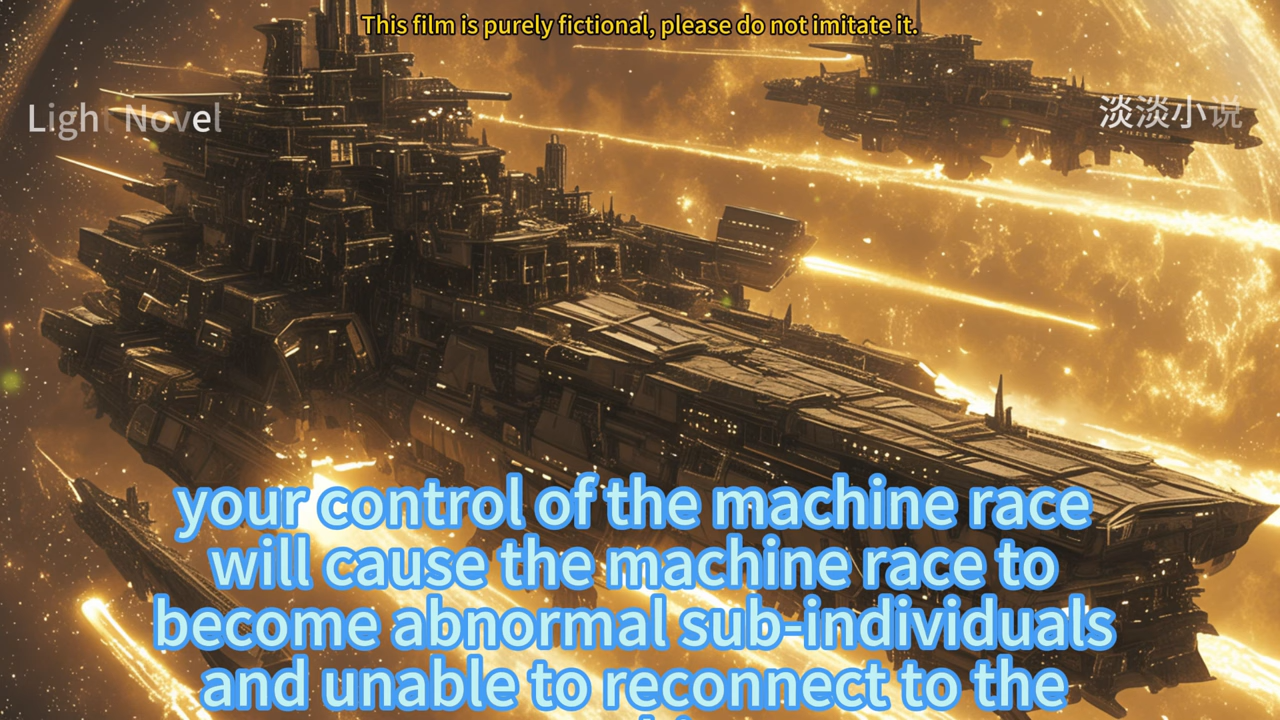 This film is purely fictional, please do not imitate it.
Light Novel
淡淡小说
your control of the machine race
will cause the machine race to
become abnormal sub-individuals
and unable to reconnect to the